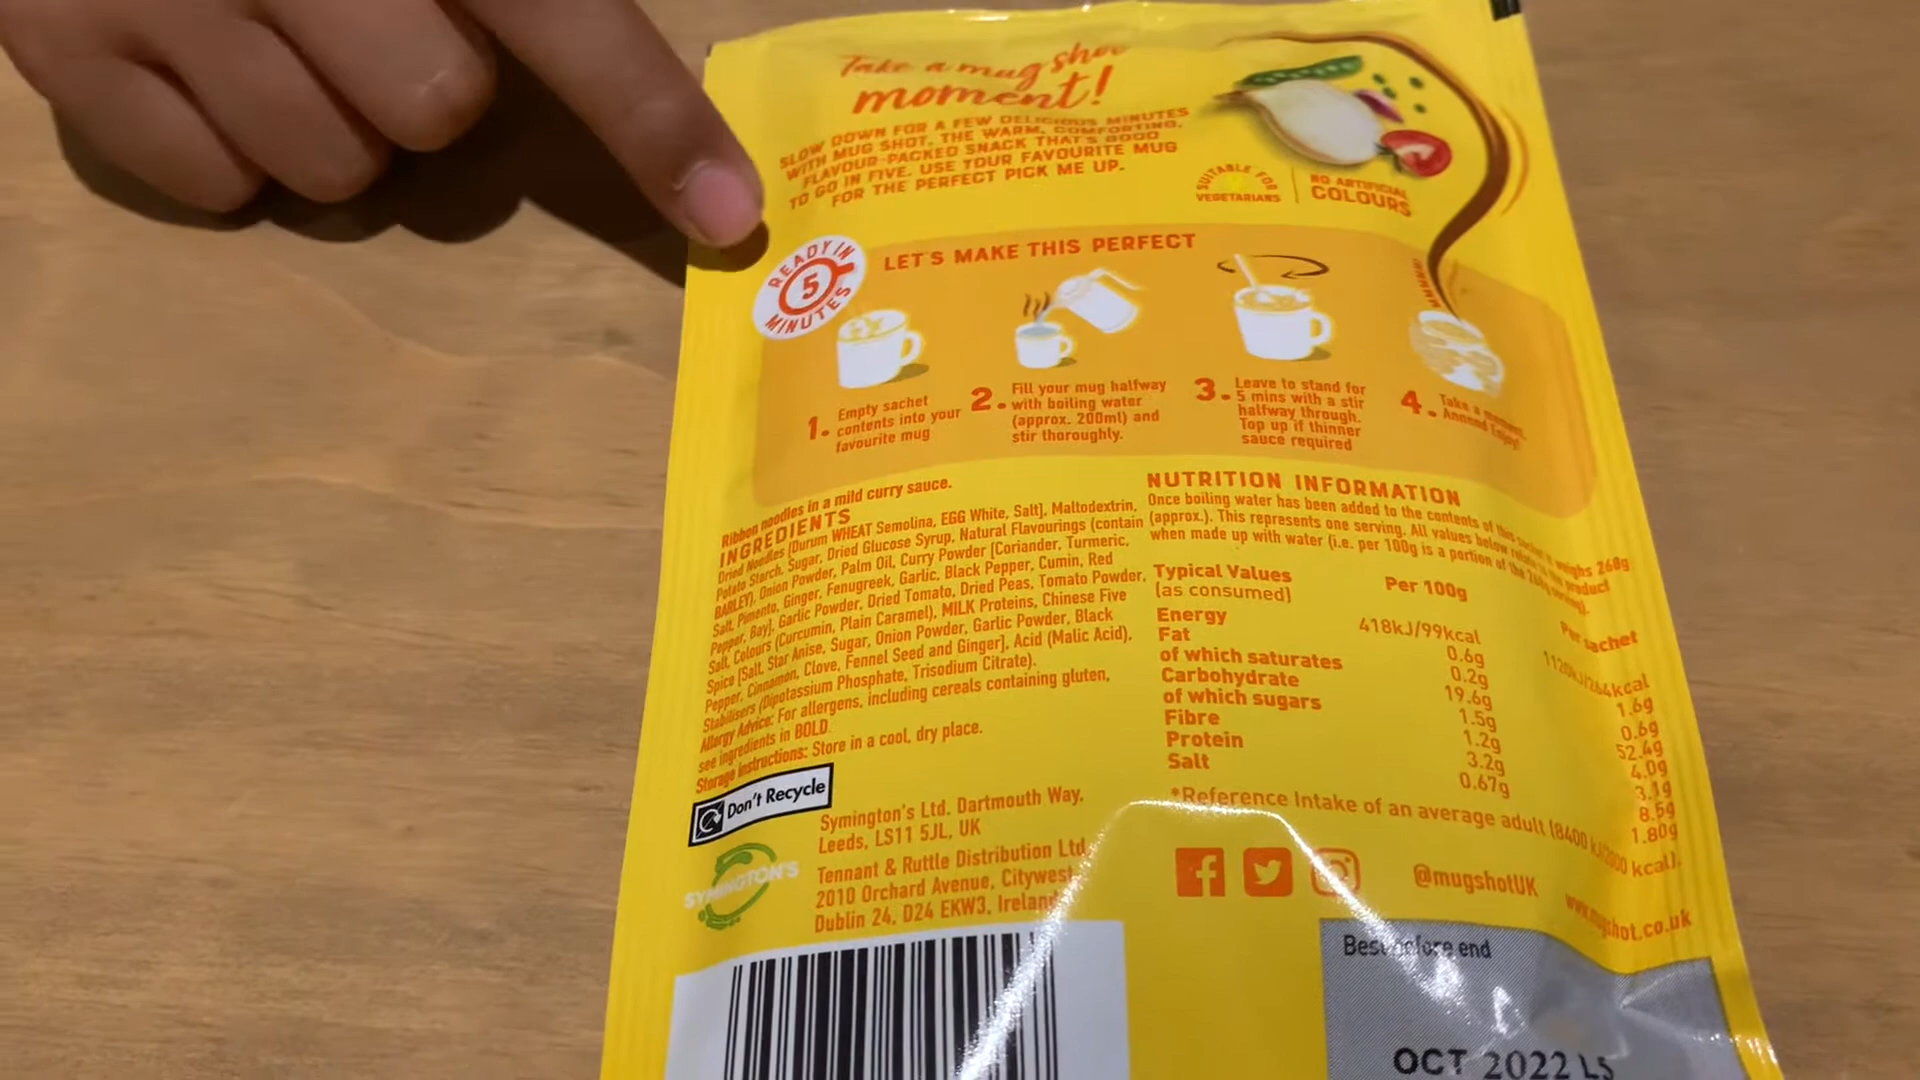 Take a mug shot
moment!
SLOW DOWN FOR A FEW DELICIOUS MINUTES
WITH MUG SHOT, THE WARM, COMFORTING,
FLAVOUR-PACKED SNACK THAT'S GOOD
TO GO IN FIVE. USE YOUR FAVOURITE MUG
FOR THE PERFECT PICK ME UP.
SUITABLE FOR
VEGETARIANS
NO ARTIFICIAL
COLOURS
READY IN
5
MINUTES
LET'S MAKE THIS PERFECT
1. Empty sachet
contents into your
favourite mug
2. Fill your mug halfway
with boiling water
(approx. 200ml) and
stir thoroughly.
3. Leave to stand for
5 mins with a stir
halfway through.
Top up if thinner
sauce required
4. Take a moment.
Annnnd Enjoy!
Ribbon noodles in a mild curry sauce.
INGREDIENTS
Dried Noodles [Durum WHEAT Semolina, EGG White, Salt], Maltodextrin,
Potato Starch, Sugar, Dried Glucose Syrup, Natural Flavourings (contain
BARLEY), Onion Powder, Palm Oil, Curry Powder [Coriander, Turmeric,
Salt, Pimento, Ginger, Fenugreek, Garlic, Black Pepper, Cumin, Red
Pepper, Bay], Garlic Powder, Dried Tomato, Dried Peas, Tomato Powder,
Salt, Colours (Curcumin, Plain Caramel), MILK Proteins, Chinese Five
Spice [Salt, Star Anise, Sugar, Onion Powder, Garlic Powder, Black
Pepper, Cinnamon, Clove, Fennel Seed and Ginger], Acid (Malic Acid),
Stabilisers (Dipotassium Phosphate, Trisodium Citrate).
Allergy Advice: For allergens, including cereals containing gluten,
see ingredients in BOLD.
Storage Instructions: Store in a cool, dry place.
Don't Recycle
SYMINGTON'S
Symington's Ltd. Dartmouth Way,
Leeds, LS11 5JL, UK
Tennant & Ruttle Distribution Ltd
2010 Orchard Avenue, Citywest
Dublin 24, D24 EKW3, Ireland
NUTRITION INFORMATION
Once boiling water has been added to the contents of this sachet it weighs 260g
(approx.). This represents one serving. All values below relate to the product
when made up with water (i.e. per 100g is a portion of the 260g serving).
Typical Values Per 100g Per sachet
(as consumed)
Energy 418kJ/99kcal 1120kJ/264kcal
Fat 0.6g 1.6g
of which saturates 0.2g 0.6g
Carbohydrate 19.6g 52.4g
of which sugars 1.5g 4.0g
Fibre 1.2g 3.1g
Protein 3.2g 8.6g
Salt 0.67g 1.80g
*Reference Intake of an average adult (8400 kJ/2000 kcal).
@mugshotUK
www.mugshot.co.uk
Best before end
OCT 2022 L5